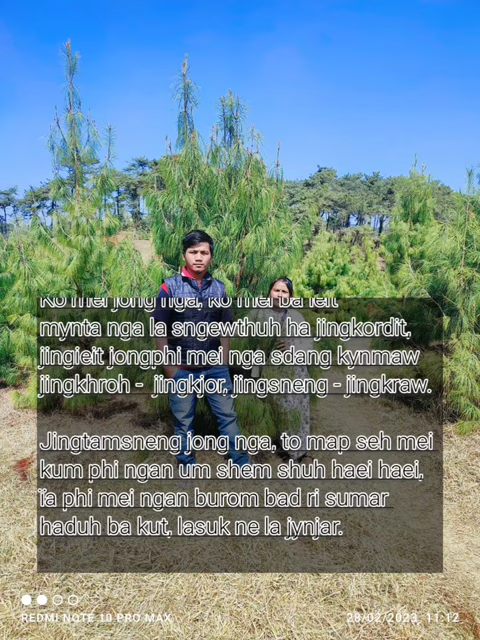 Ko mei jong nga, ko mei ba ieit
mynta nga la sngewthuh ha jingkordit,
jingieit jongphi mei nga sdang kynmaw
jingkhroh - jingkjor, jingsneng - jingkraw.
Jingtamsneng jong nga, to map seh mei
kum phi ngan um shem shuh haei haei,
ïa phi mei ngan burom bad ri sumar
haduh ba kut, lasuk ne la jynjar.
REDMI NOTE 10 PRO MAX
28/02/2023 11:12